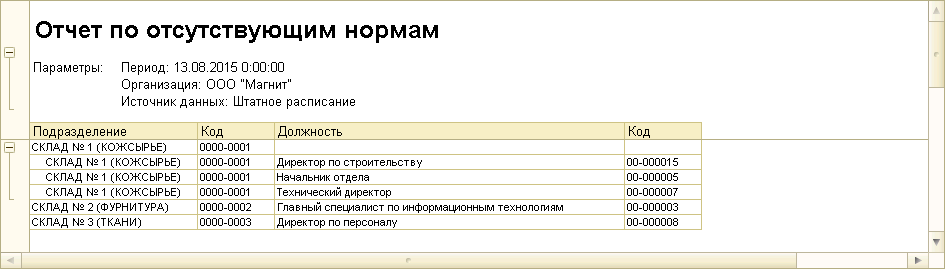 Отчет по отсутствующим нормам
Параметры: Период: 13.08.2015 0:00:00
Организация: ООО "Магнит"
Источник данных: Штатное расписание
Подразделение Код Должность Код
СКЛАД № 1 (КОЖСЫРЬЕ) 0000-0001
СКЛАД № 1 (КОЖСЫРЬЕ) 0000-0001 Директор по строительству 00-000015
СКЛАД № 1 (КОЖСЫРЬЕ) 0000-0001 Начальник отдела 00-000005
СКЛАД № 1 (КОЖСЫРЬЕ) 0000-0001 Технический директор 00-000007
СКЛАД № 2 (ФУРНИТУРА) 0000-0002 Главный специалист по информационным технологиям 00-000003
СКЛАД № 3 (ТКАНИ) 0000-0003 Директор по персоналу 00-000008